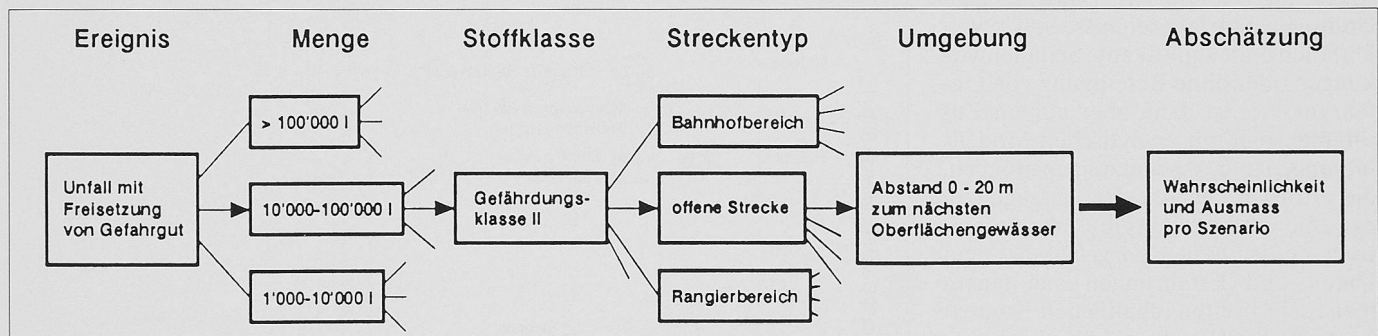 Ereignis Menge Stoffklasse Streckentyp Umgebung Abschätzung
> 100'000 l
Bahnhofbereich
Unfall mit
Freisetzung
von Gefahrgut
10'000-100'000 l
Gefährdungs-
klasse II
offene Strecke
Abstand 0 - 20 m
zum nächsten
Oberflächengewässer
Wahrscheinlichkeit
und Ausmass
pro Szenario
1'000-10'000 l
Rangierbereich